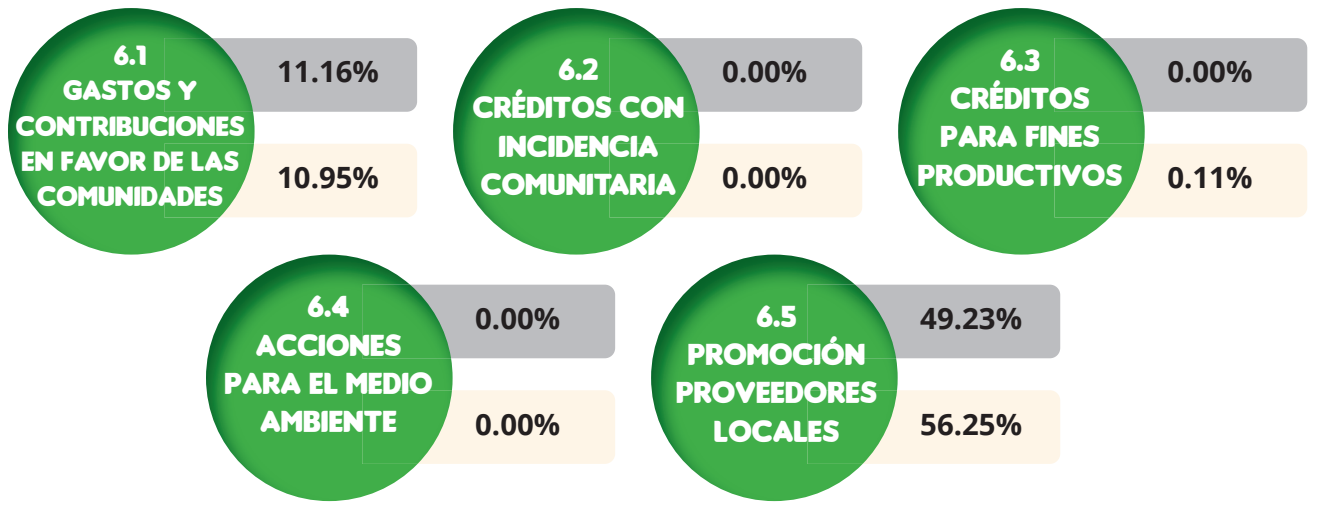 6.1
GASTOS Y
CONTRIBUCIONES
EN FAVOR DE LAS
COMUNIDADES
11.16%
10.95%
6.2
CRÉDITOS CON
INCIDENCIA
COMUNITARIA
0.00%
0.00%
6.3
CRÉDITOS
PARA FINES
PRODUCTIVOS
0.00%
0.11%
6.4
ACCIONES
PARA EL MEDIO
AMBIENTE
0.00%
0.00%
6.5
PROMOCIÓN
PROVEEDORES
LOCALES
49.23%
56.25%